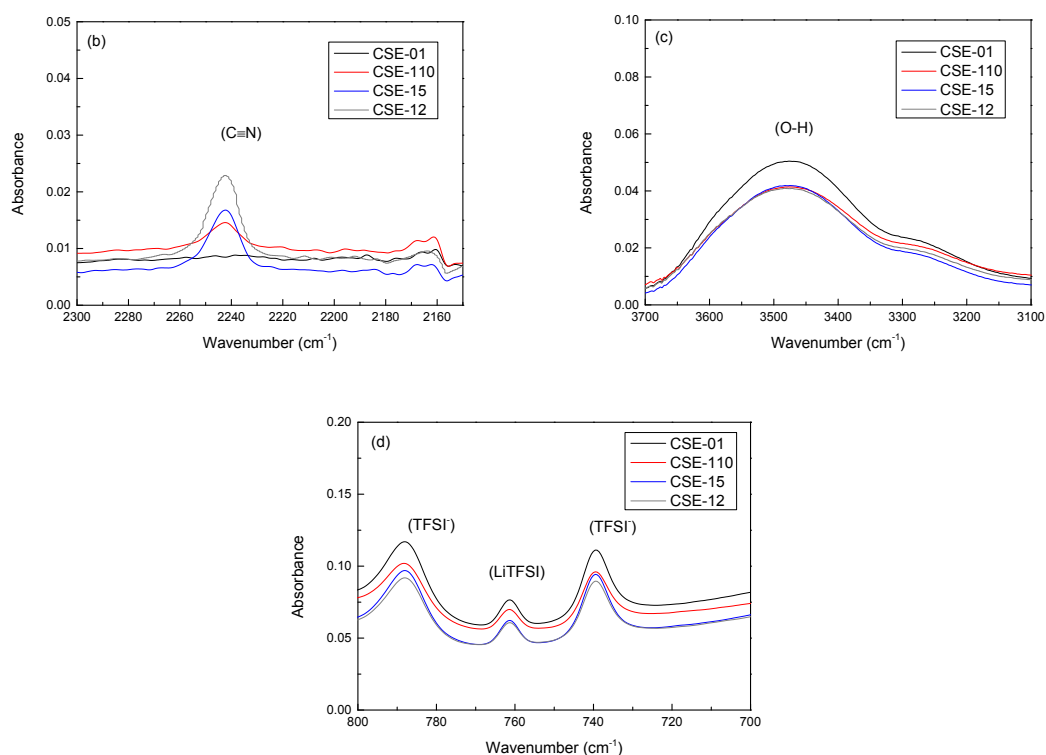 (b)
CSE-01
CSE-110
CSE-15
CSE-12
(C≡N)
0.05
0.04
0.03
0.02
0.01
0.00
Absorbance
2300 2280 2260 2240 2220 2200 2180 2160
Wavenumber (cm⁻¹)
(c)
CSE-01
CSE-110
CSE-15
CSE-12
(O-H)
0.10
0.08
0.06
0.04
0.02
0.00
Absorbance
3700 3600 3500 3400 3300 3200 3100
Wavenumber (cm⁻¹)
(d)
CSE-01
CSE-110
CSE-15
CSE-12
(TFSI⁻)
(LiTFSI)
(TFSI⁻)
0.20
0.15
0.10
0.05
0.00
Absorbance
800 780 760 740 720 700
Wavenumber (cm⁻¹)